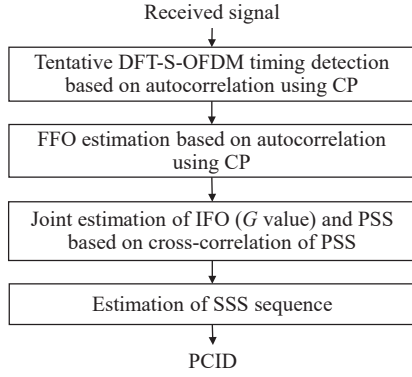 Received signal
Tentative DFT-S-OFDM timing detection
based on autocorrelation using CP
FFO estimation based on autocorrelation
using CP
Joint estimation of IFO (G value) and PSS
based on cross-correlation of PSS
Estimation of SSS sequence
PCID